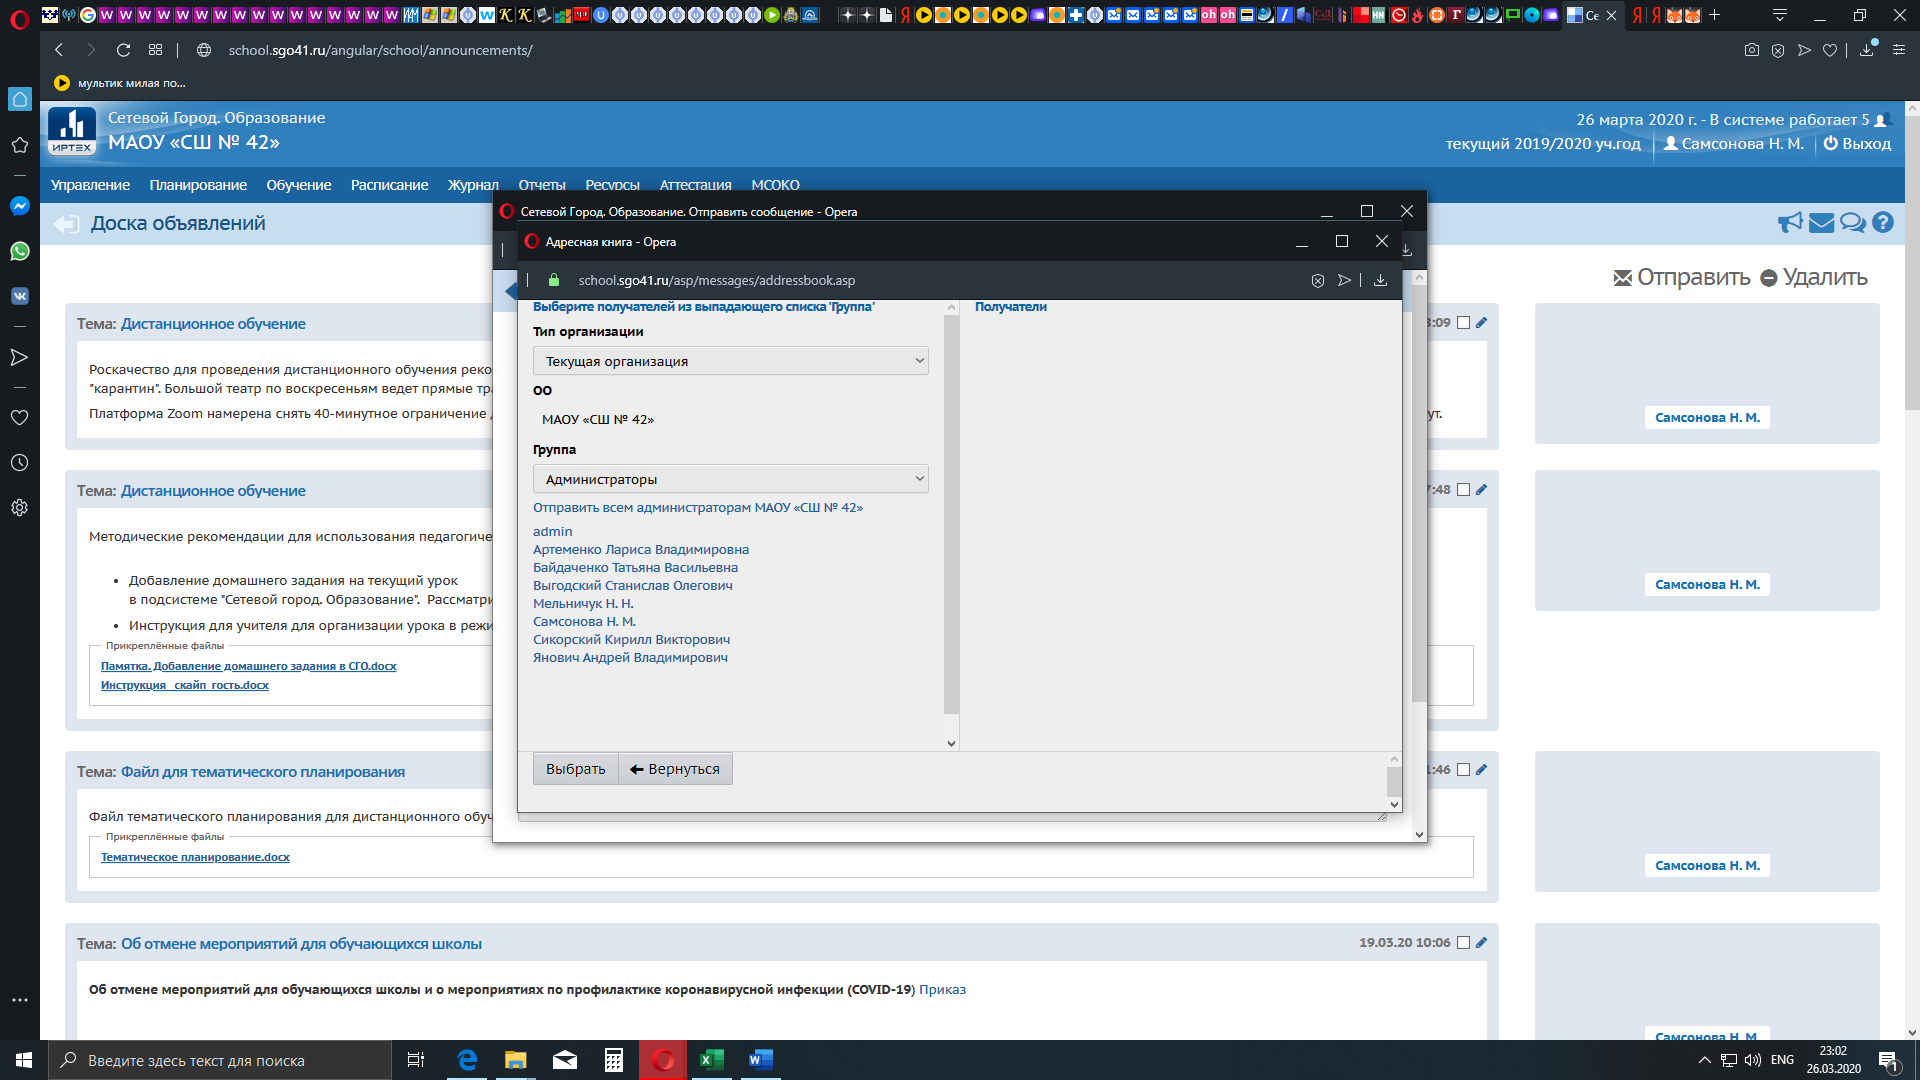 school.sgo41.ru/angular/school/announcements/
мультик милая по...
Сетевой Город. Образование
МАОУ «СШ № 42»
ИРТЕХ
26 марта 2020 г. - В системе работает 5
текущий 2019/2020 уч.год
Самсонова Н. М.
Выход
Управление Планирование Обучение Расписание Журнал Отчеты Ресурсы Аттестация МСОКО
Доска объявлений
Отправить Удалить
Сетевой Город. Образование. Отправить сообщение - Opera
Адресная книга - Opera
school.sgo41.ru/asp/messages/addressbook.asp
Выберите получателей из выпадающего списка 'Группа'
Получатели
Тип организации
Текущая организация
ОО
МАОУ «СШ № 42»
Группа
Администраторы
Отправить всем администраторам МАОУ «СШ № 42»
admin
Артеменко Лариса Владимировна
Байдаченко Татьяна Васильевна
Выгодский Станислав Олегович
Мельничук Н. Н.
Самсонова Н. М.
Сикорский Кирилл Викторович
Янович Андрей Владимирович
Выбрать
Вернуться
Тема: Дистанционное обучение
3:09
Роскачество для проведения дистанционного обучения
"карантин". Большой театр по воскресеньям ведет прямые
Платформа Zoom намерена снять 40-минутное ограничение
ут.
Самсонова Н. М.
Тема: Дистанционное обучение
7:48
Методические рекомендации для использования
• Добавление домашнего задания на текущий урок
в подсистеме "Сетевой город. Образование".
• Инструкция для учителя для организации урока в
Прикреплённые файлы
Памятка. Добавление домашнего задания в СГО.docx
Инструкция_ скайп_гость.docx
Самсонова Н. М.
Тема: Файл для тематического планирования
1:46
Файл тематического планирования для дистанционного
Прикреплённые файлы
Тематическое планирование.docx
Самсонова Н. М.
Тема: Об отмене мероприятий для обучающихся школы
19.03.20 10:06
Об отмене мероприятий для обучающихся школы и о мероприятиях по профилактике коронавирусной инфекции (COVID-19) Приказ
Самсонова Н. М.
Введите здесь текст для поиска
ENG
23:02
26.03.2020